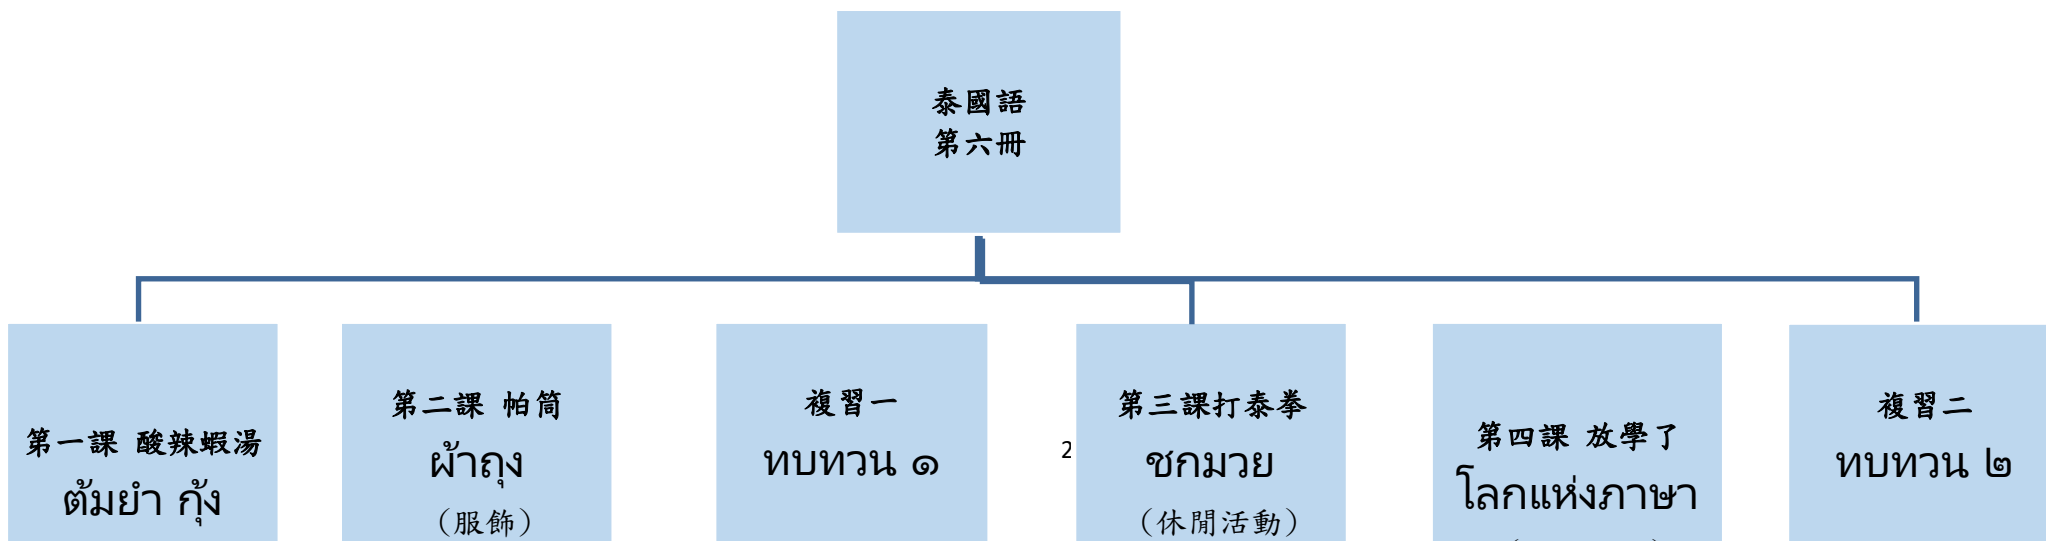 泰國語
第六冊
第一課 酸辣蝦湯
ต้มยำ กุ้ง
第二課 帕筒
ผ้าถุง
(服飾)
複習一
ทบทวน ๑
2
第三課打泰拳
ชกมวย
(休閒活動)
第四課 放學了
โลกแห่งภาษา
複習二
ทบทวน ๒